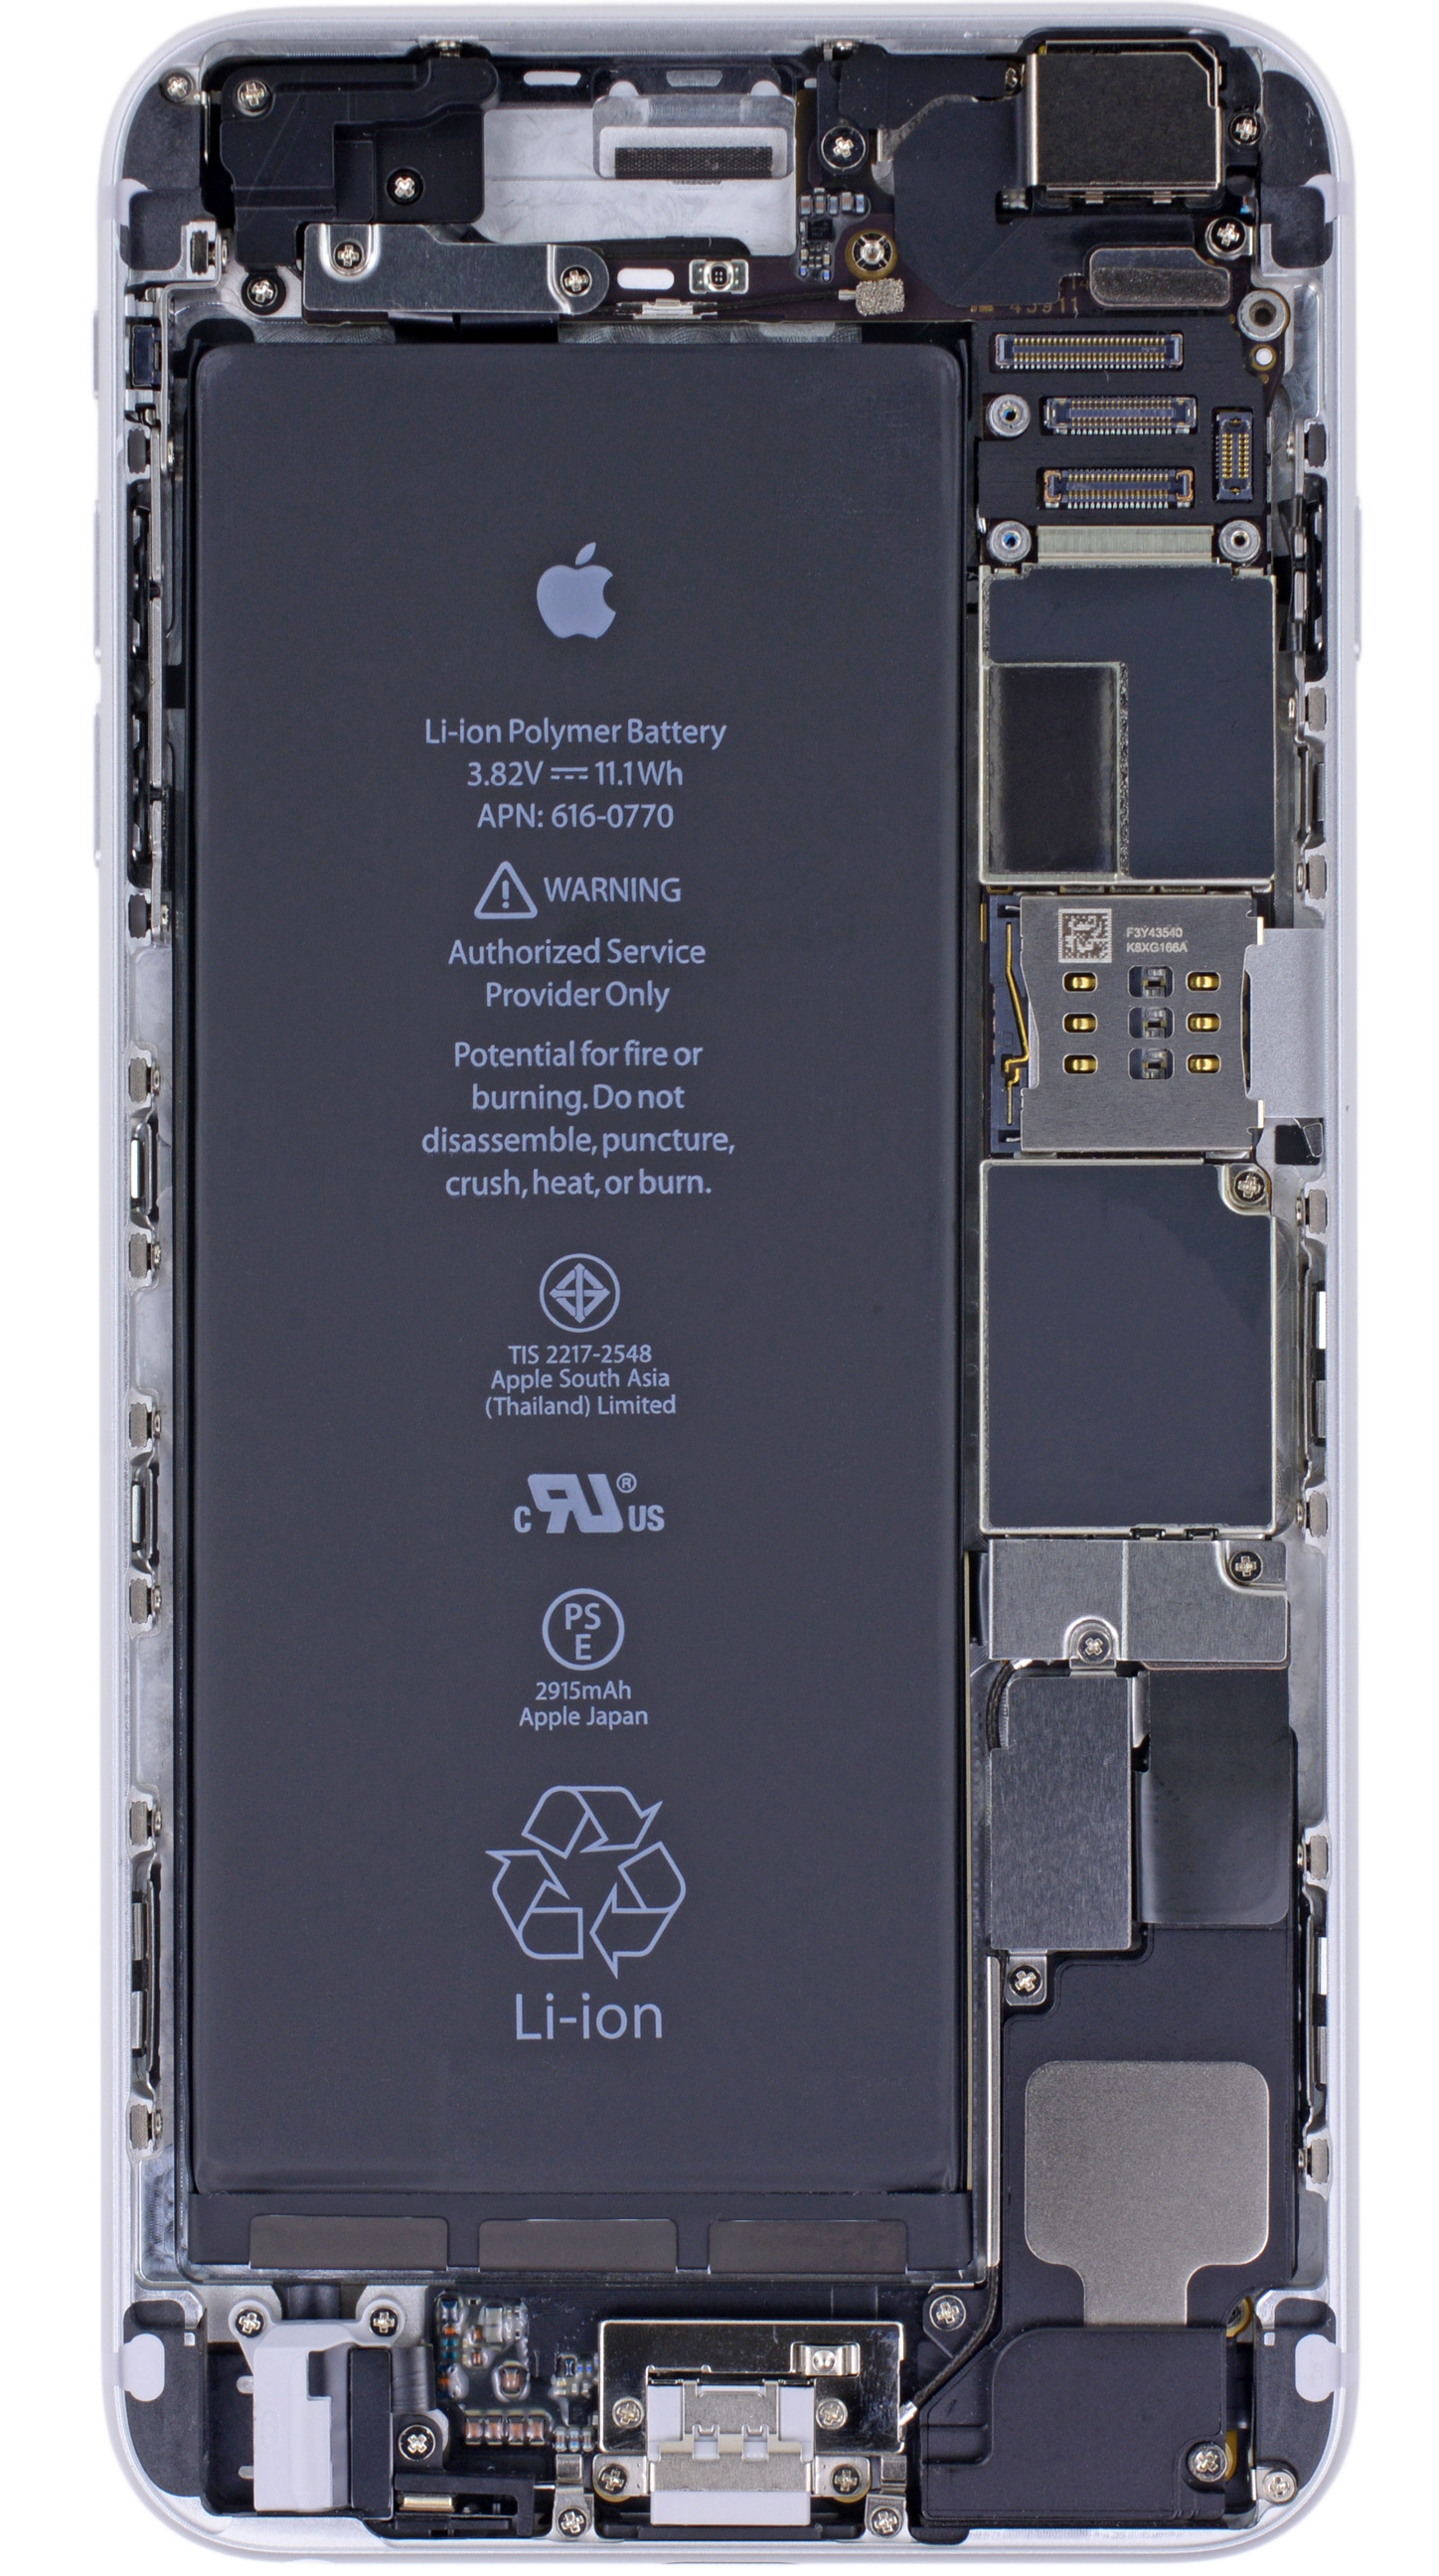 45911
Li-ion Polymer Battery
3.82V ⎓ 11.1Wh
APN: 616-0770
WARNING
Authorized Service
Provider Only
Potential for fire or
burning. Do not
disassemble, puncture,
crush, heat, or burn.
TIS 2217-2548
Apple South Asia
(Thailand) Limited
c RU ® US
PS
E
2915mAh
Apple Japan
Li-ion
F3Y43540
K8XG166A